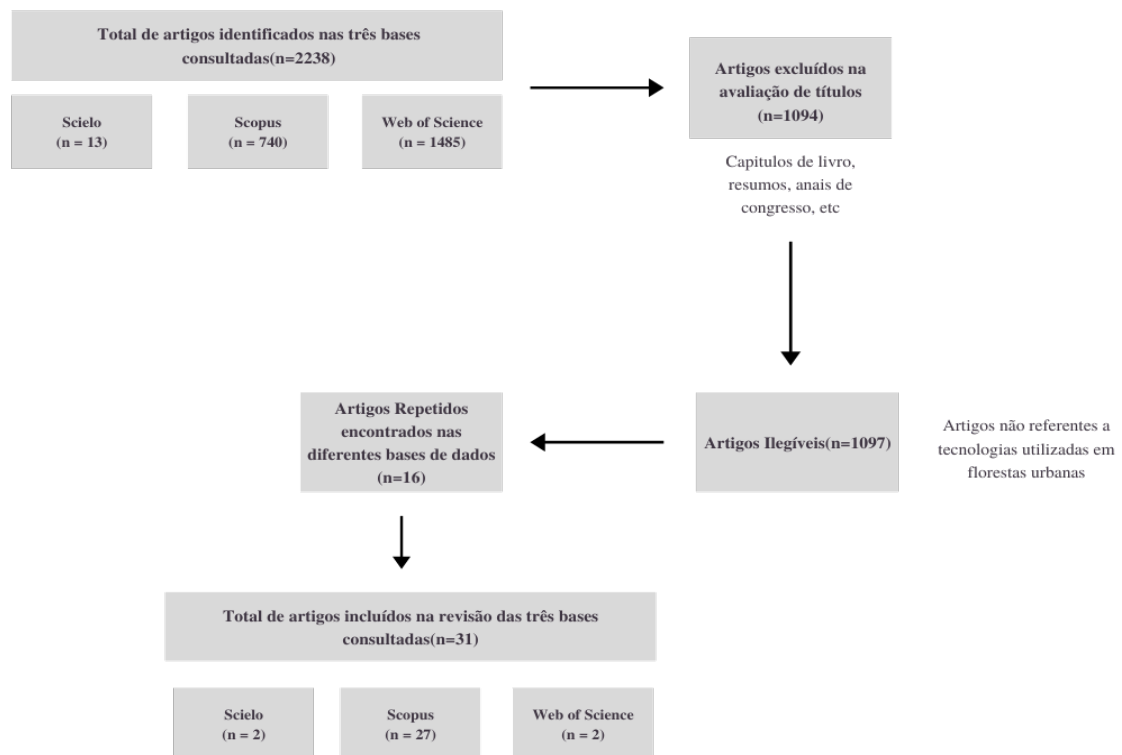 Total de artigos identificados nas três bases
consultadas(n=2238)
Scielo
(n = 13)
Scopus
(n = 740)
Web of Science
(n = 1485)
Artigos excluídos na
avaliação de títulos
(n=1094)
Capitulos de livro,
resumos, anais de
congresso, etc
Artigos Ilegíveis(n=1097)
Artigos não referentes a
tecnologias utilizadas em
florestas urbanas
Artigos Repetidos
encontrados nas
diferentes bases de dados
(n=16)
Total de artigos incluídos na revisão das três bases
consultadas(n=31)
Scielo
(n = 2)
Scopus
(n = 27)
Web of Science
(n = 2)